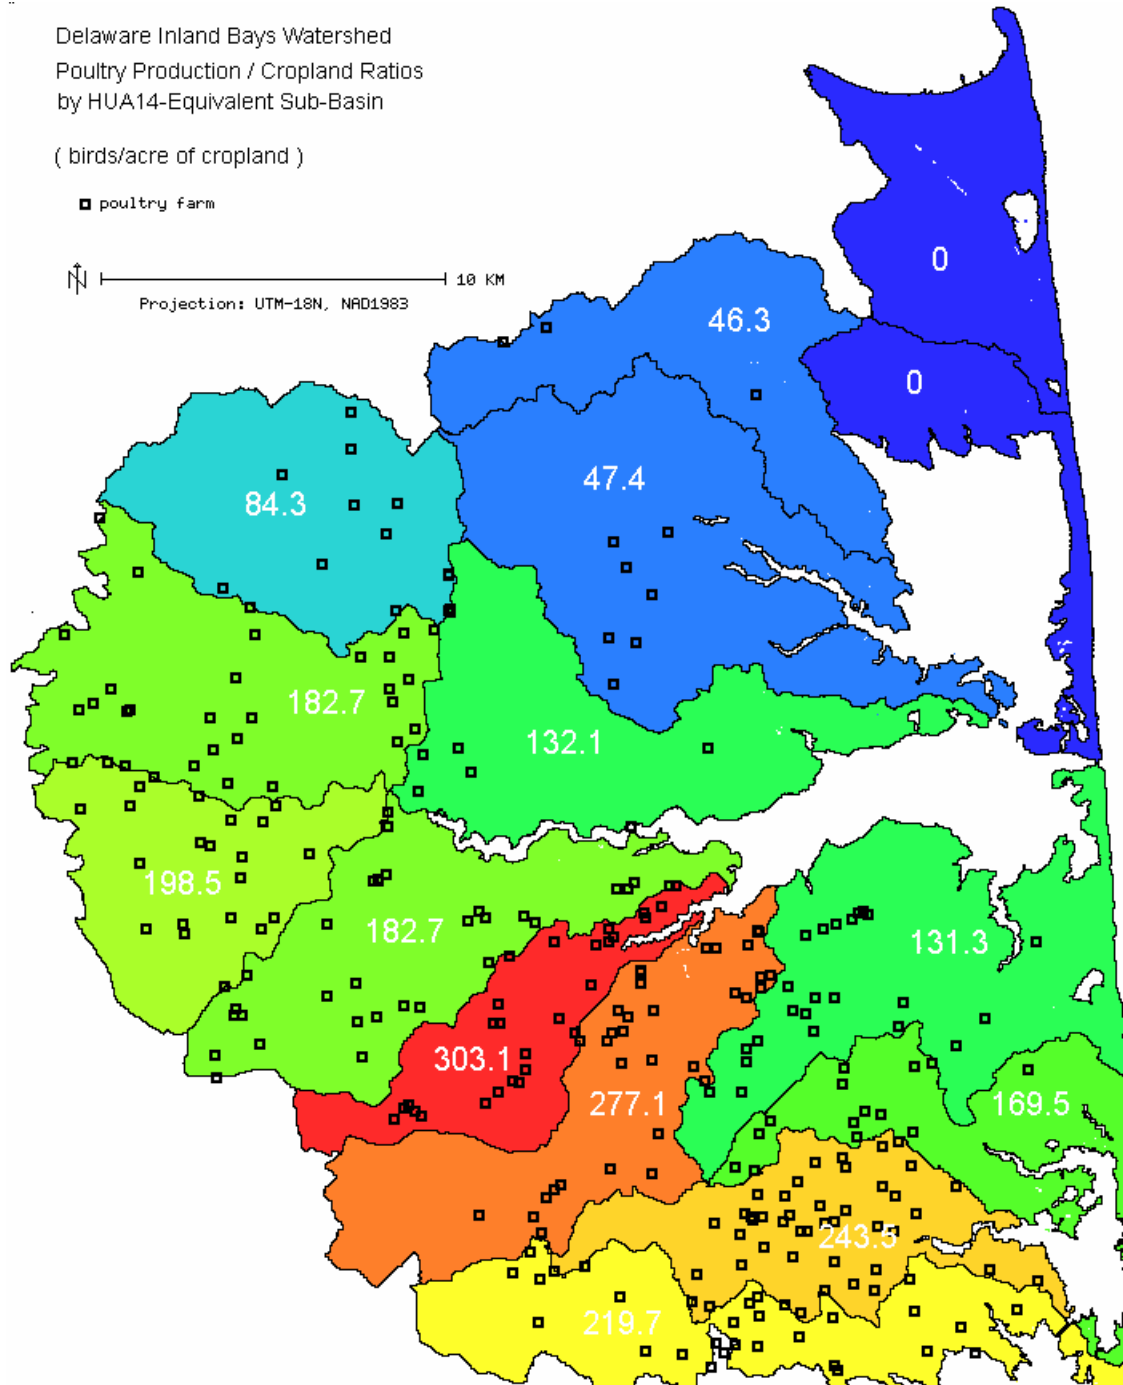 Delaware Inland Bays Watershed
Poultry Production / Cropland Ratios
by HUA14-Equivalent Sub-Basin
( birds/acre of cropland )
poultry farm
N 10 KM
Projection: UTM-18N, NAD1983
0
46.3
0
47.4
84.3
182.7
132.1
198.5
182.7
131.3
303.1
277.1
169.5
243.5
219.7